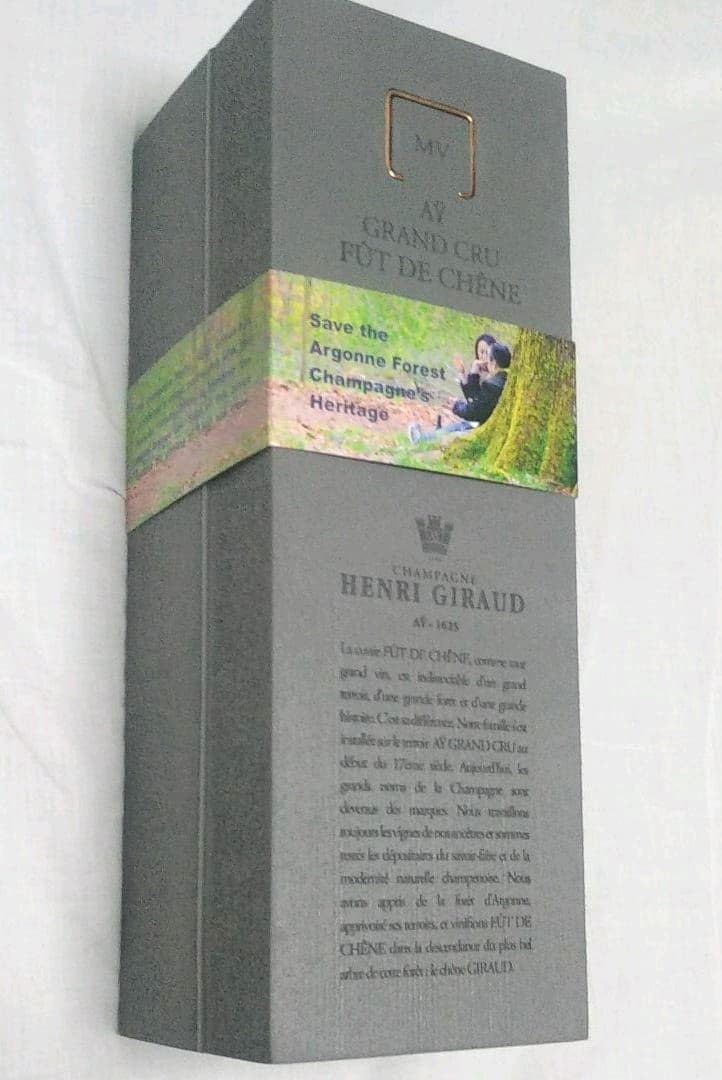 MV
AŸ
GRAND CRU
FÛT DE CHÊNE
Save the
Argonne Forest
Champagne's
Heritage
CHAMPAGNE
HENRI GIRAUD
AŸ - 1625
La cuvée FÛT DE CHÊNE, comme tout
grand vin, est indissociable d'un grand
terroir, d'une grande forêt et d'une grande
histoire. C'est sa différence. Notre famille s'est
installée sur le terroir AŸ GRAND CRU au
début du 17ème siècle. Aujourd'hui, les
grands noms de la Champagne sont
devenus des marques. Nous travaillons
toujours les vignes de nos ancêtres et sommes
restés les dépositaires du savoir-faire et de la
modernité naturelle champenoise. Nous
avons appris de la forêt d'Argonne,
apprivoisé ses terroirs, et vinifions FÛT DE
CHÊNE dans la descendance du plus bel
arbre de cette forêt : le chêne GIRAUD.